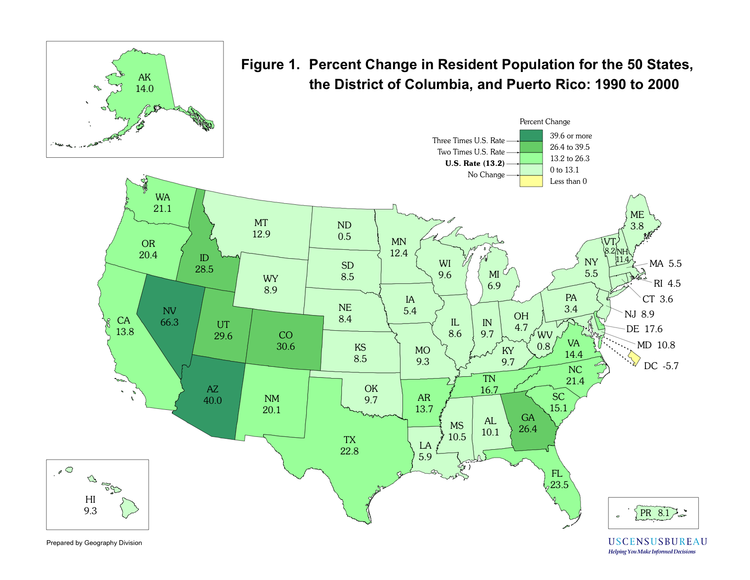 Figure 1. Percent Change in Resident Population for the 50 States,
the District of Columbia, and Puerto Rico: 1990 to 2000
AK
14.0
Percent Change
Three Times U.S. Rate
Two Times U.S. Rate
U.S. Rate (13.2)
No Change
39.6 or more
26.4 to 39.5
13.2 to 26.3
0 to 13.1
Less than 0
WA
21.1
OR
20.4
CA
13.8
NV
66.3
ID
28.5
MT
12.9
WY
8.9
UT
29.6
CO
30.6
AZ
40.0
NM
20.1
ND
0.5
SD
8.5
NE
8.4
KS
8.5
OK
9.7
TX
22.8
MN
12.4
IA
5.4
MO
9.3
AR
13.7
LA
5.9
WI
9.6
IL
8.6
MI
6.9
IN
9.7
OH
4.7
KY
9.7
TN
16.7
MS
10.5
AL
10.1
GA
26.4
FL
23.5
SC
15.1
NC
21.4
VA
14.4
WV
0.8
PA
3.4
NY
5.5
VT
8.2
NH
11.4
ME
3.8
MA 5.5
RI 4.5
CT 3.6
NJ 8.9
DE 17.6
MD 10.8
DC -5.7
HI
9.3
PR 8.1
Prepared by Geography Division
USCENSUSBUREAU
Helping You Make Informed Decisions